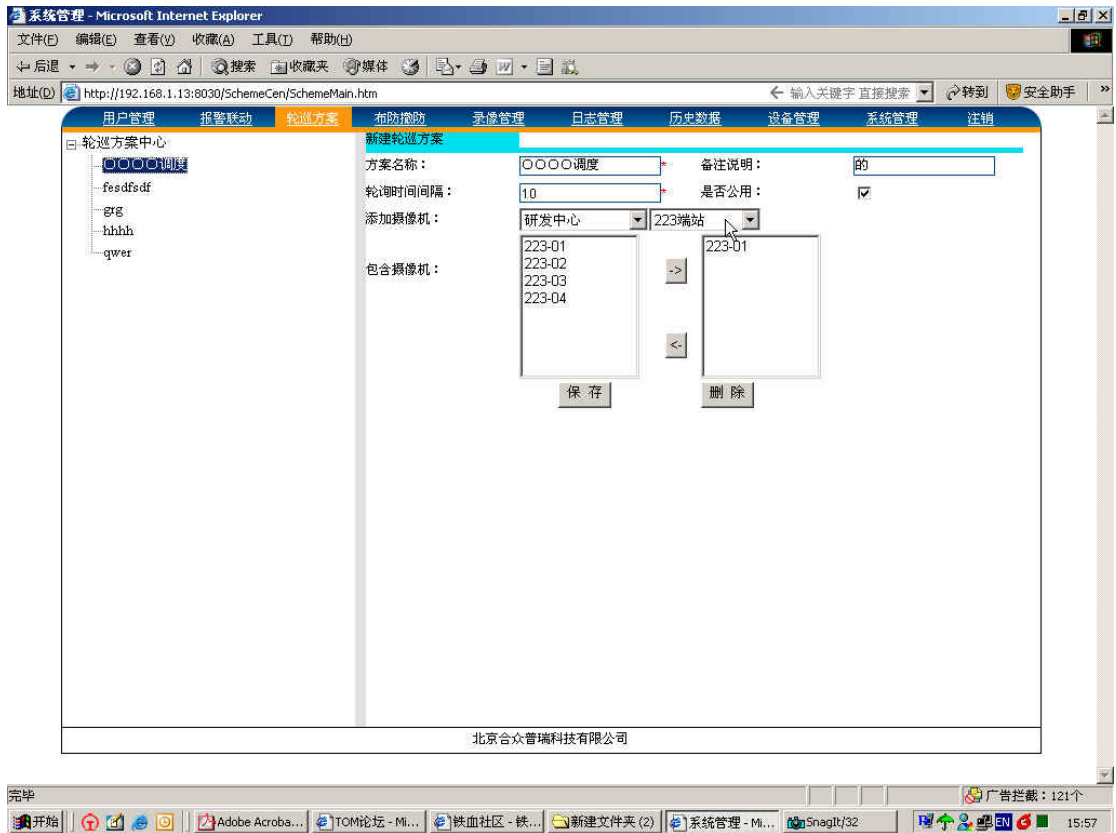 系统管理 - Microsoft Internet Explorer
文件(F) 编辑(E) 查看(V) 收藏(A) 工具(T) 帮助(H)
后退 搜索 收藏夹 媒体
地址(D) http://192.168.1.13:8030/SchemeCen/SchemeMain.htm 输入关键字 直接搜索 转到 安全助手 »
用户管理 报警联动 轮巡方案 布防撤防 录像管理 日志管理 历史数据 设备管理 系统管理 注销
轮巡方案中心
〇〇〇〇调度
fesdfsdf
grg
hhhh
qwer
新建轮巡方案
方案名称： 〇〇〇〇调度 * 备注说明： 的
轮询时间间隔： 10 * 是否公用：
添加摄像机： 研发中心 223端站
包含摄像机：
223-01
223-02
223-03
223-04
->
<-
223-01
保 存 删 除
北京合众普瑞科技有限公司
完毕 广告拦截：121个
开始 Adobe Acroba... TOM论坛 - Mi... 铁血社区 - 铁... 新建文件夹 (2) 系统管理 - Mi... SnagIt/32 EN 15:57